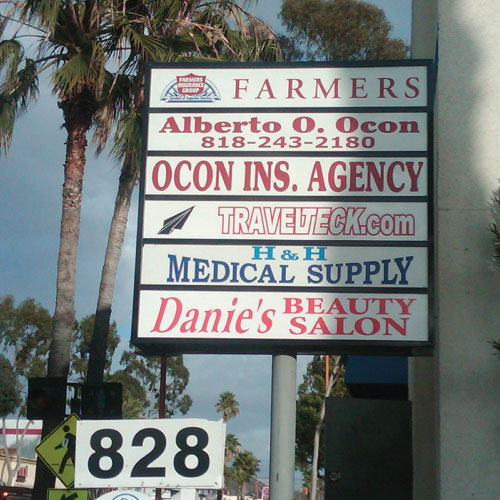 FARMERS INSURANCE GROUP
FARMERS
Alberto O. Ocon
818-243-2180
OCON INS. AGENCY
TRAVELTECK.com
H & H
MEDICAL SUPPLY
Danie's BEAUTY SALON
828